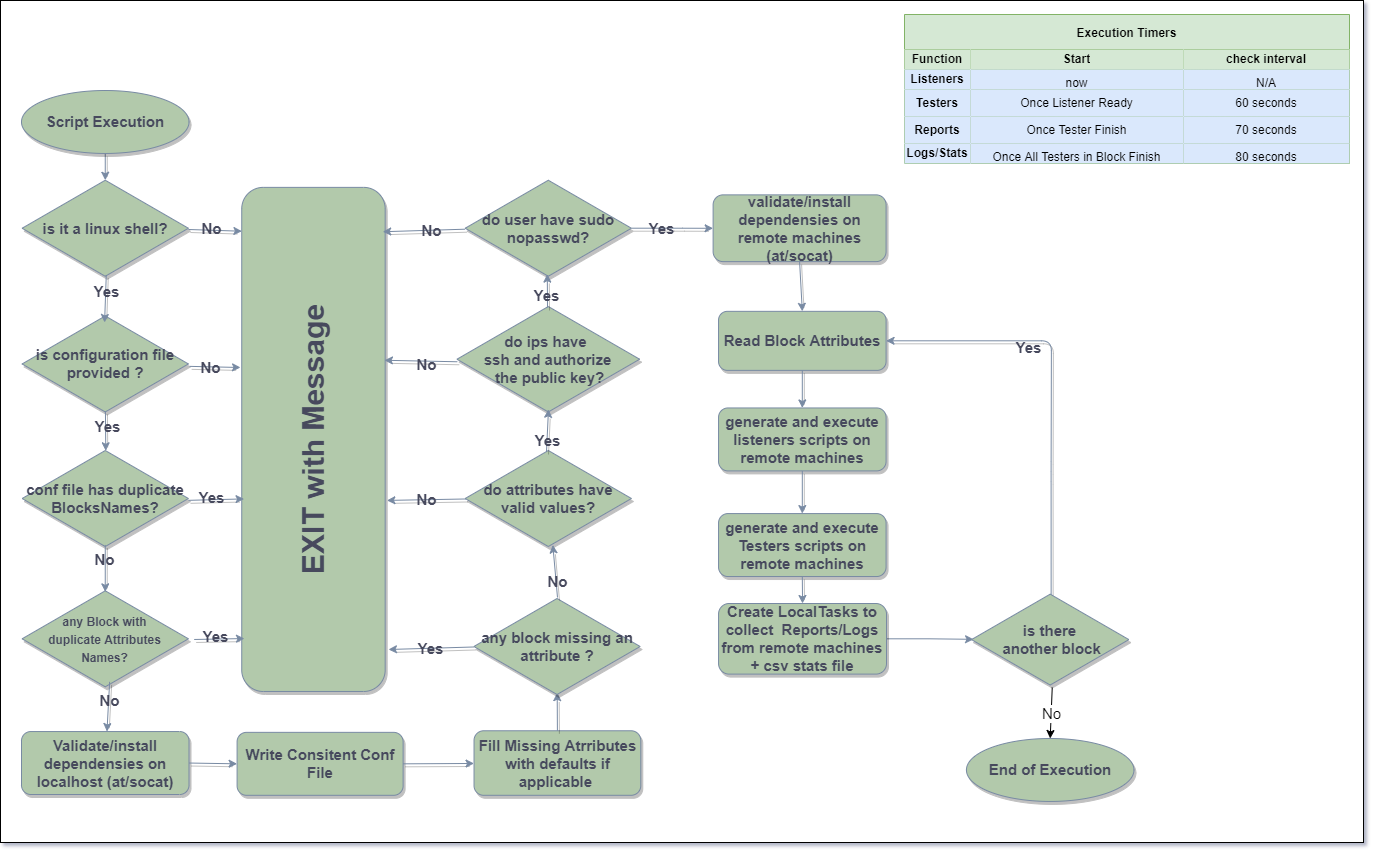 Execution Timers
Function Start check interval
Listeners now N/A
Testers Once Listener Ready 60 seconds
Reports Once Tester Finish 70 seconds
Logs/Stats Once All Testers in Block Finish 80 seconds
Script Execution
is it a linux shell?
No
Yes
is configuration file
provided ?
No
Yes
conf file has duplicate
BlocksNames?
Yes
No
any Block with
duplicate Attributes
Names?
Yes
No
Validate/install
dependensies on
localhost (at/socat)
Write Consitent Conf
File
Fill Missing Atrributes
with defaults if
applicable
EXIT with Message
any block missing an
attribute ?
Yes
No
do attributes have
valid values?
No
Yes
do ips have
ssh and authorize
the public key?
No
Yes
do user have sudo
nopasswd?
No
Yes
validate/install
dependensies on
remote machines
(at/socat)
Read Block Attributes
generate and execute
listeners scripts on
remote machines
generate and execute
Testers scripts on
remote machines
Create LocalTasks to
collect Reports/Logs
from remote machines
+ csv stats file
is there
another block
Yes
No
End of Execution